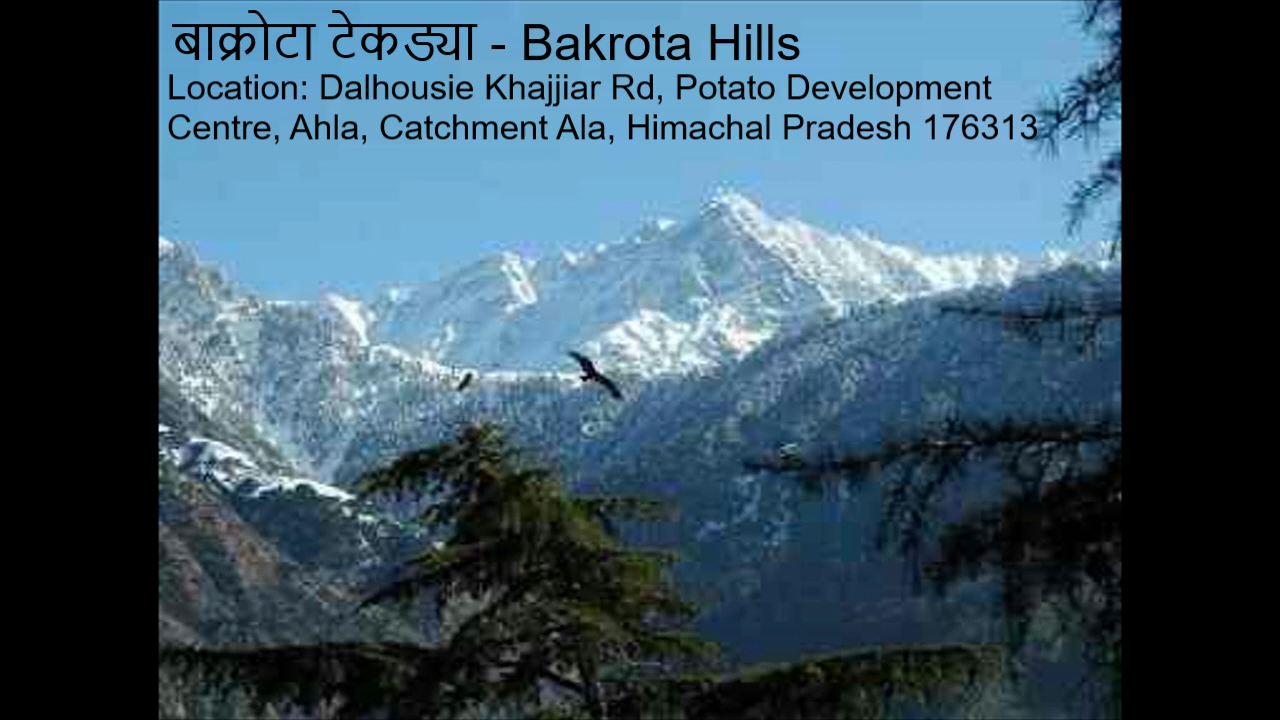 बाक्रोटा टेकड्या - Bakrota Hills
Location: Dalhousie Khajjiar Rd, Potato Development
Centre, Ahla, Catchment Ala, Himachal Pradesh 176313